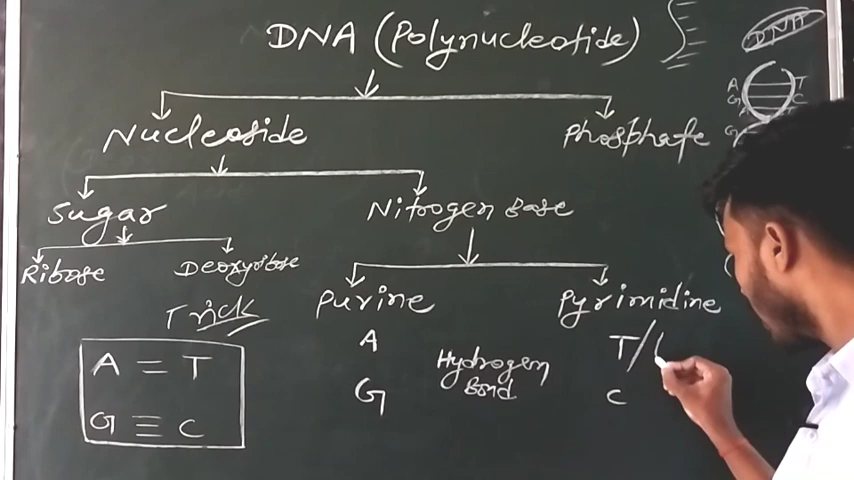 DNA (Polynucleotide)
DNA
A T
G C
A
G
Nucleoside Phosphate
Sugar Nitrogen Base
Ribose Deoxyribose
Purine Pyrimidine
Trick
A = T
G ≡ C
A Hydrogen T/
G Bond C